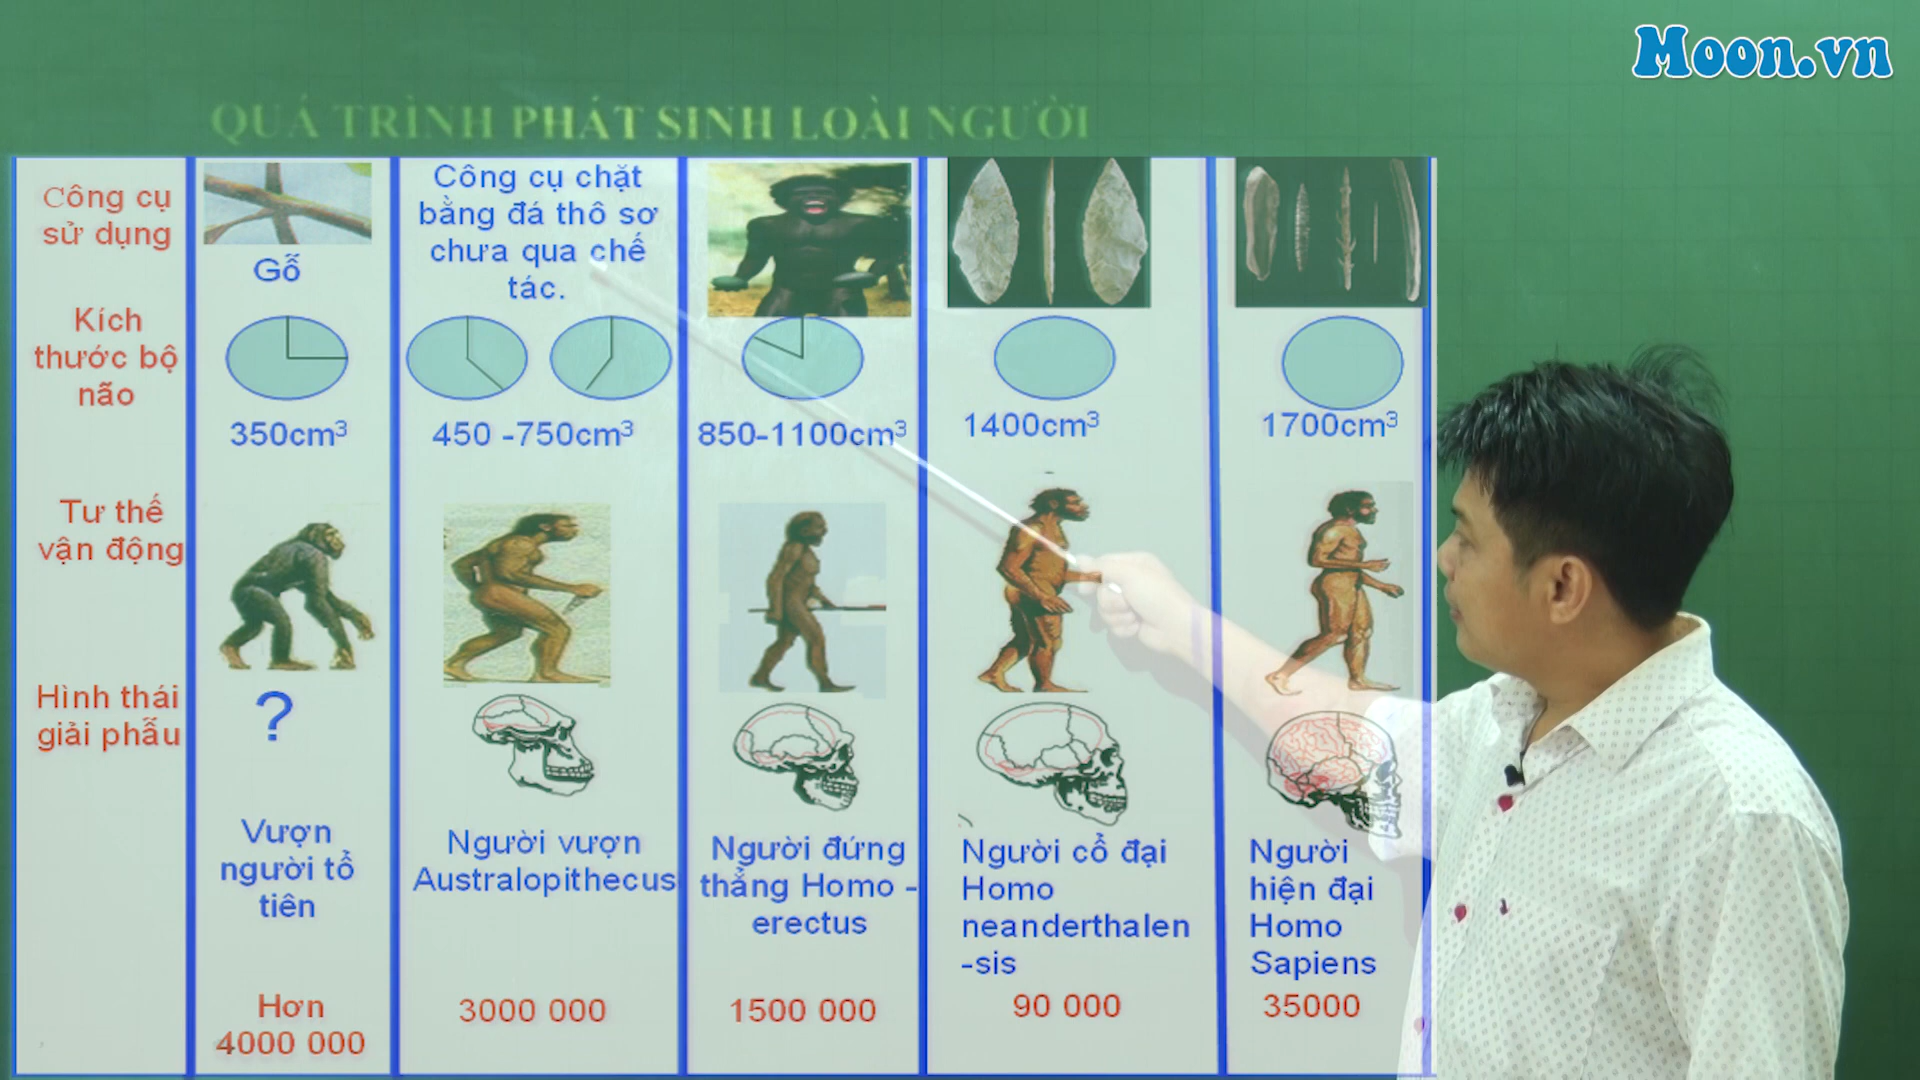 Moon.vn
QUÁ TRÌNH PHÁT SINH LOÀI NGƯỜI
Công cụ
sử dụng
Gỗ
Công cụ chặt
bằng đá thô sơ
chưa qua chế
tác.
Kích
thước bộ
não
350cm³
450 -750cm³
850-1100cm³
1400cm³
1700cm³
Tư thế
vận động
Hình thái
giải phẫu
?
Vượn
người tổ
tiên
Người vượn
Australopithecus
Người đứng
thẳng Homo -
erectus
Người cổ đại
Homo
neanderthalen
-sis
Người
hiện đại
Homo
Sapiens
Hơn
4000 000
3000 000
1500 000
90 000
35000